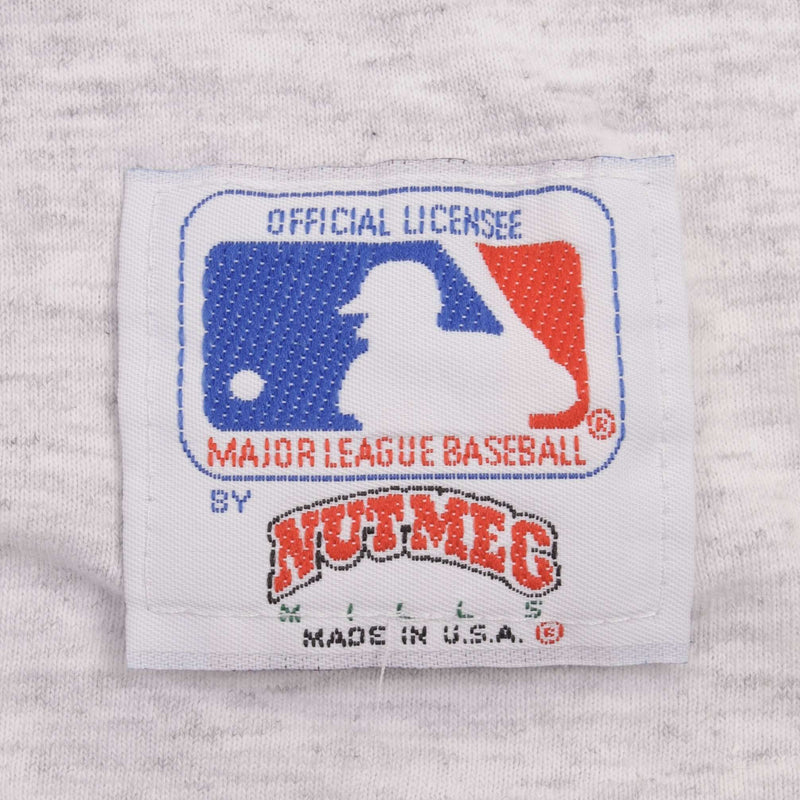 OFFICIAL LICENSEE
MAJOR LEAGUE BASEBALL ®
BY
NUTMEG
MILLS
MADE IN U.S.A. ®